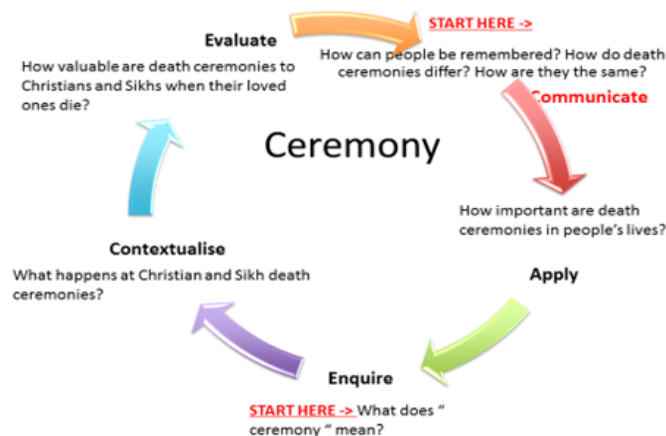 START HERE ->
How can people be remembered? How do death
ceremonies differ? How are they the same?
Communicate
Evaluate
How valuable are death ceremonies to
Christians and Sikhs when their loved
ones die?
Ceremony
How important are death
ceremonies in people's lives?
Apply
Contextualise
What happens at Christian and Sikh death
ceremonies?
Enquire
START HERE -> What does "
ceremony " mean?